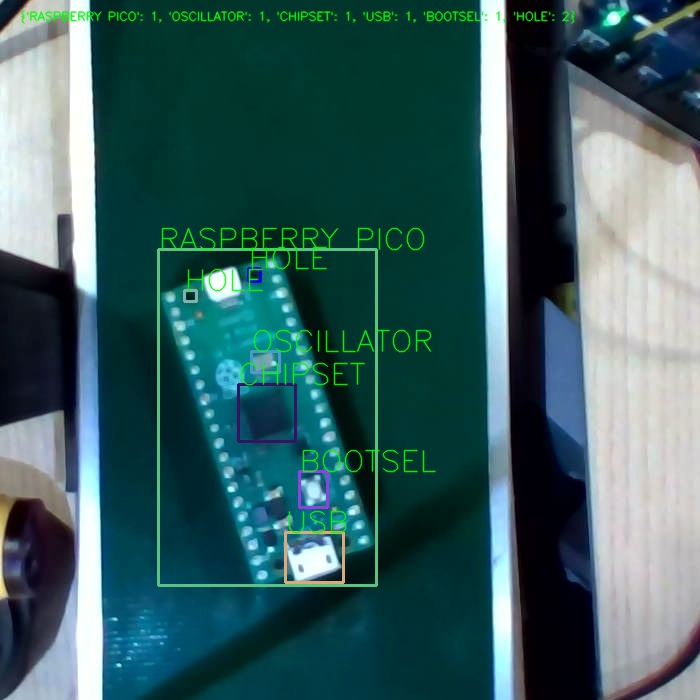 {'RASPBERRY PICO': 1, 'OSCILLATOR': 1, 'CHIPSET': 1, 'USB': 1, 'BOOTSEL': 1, 'HOLE': 2}
RASPBERRY PICO
HOLE
HOLE
OSCILLATOR
CHIPSET
BOOTSEL
USB